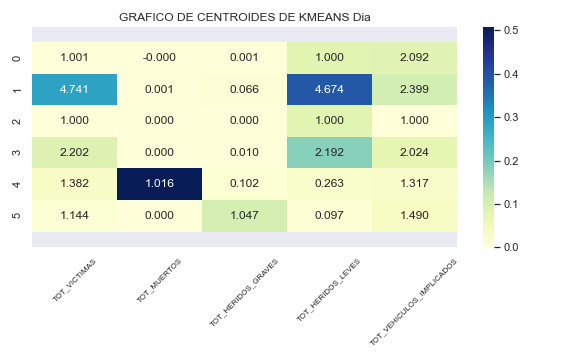 GRAFICO DE CENTROIDES DE KMEANS Dia
0 1.001 -0.000 0.001 1.000 2.092
1 4.741 0.001 0.066 4.674 2.399
2 1.000 0.000 0.000 1.000 1.000
3 2.202 0.000 0.010 2.192 2.024
4 1.382 1.016 0.102 0.263 1.317
5 1.144 0.000 1.047 0.097 1.490
TOT_VICTIMAS
TOT_MUERTOS
TOT_HERIDOS_GRAVES
TOT_HERIDOS_LEVES
TOT_VEHICULOS_IMPLICADOS
0.5
0.4
0.3
0.2
0.1
0.0